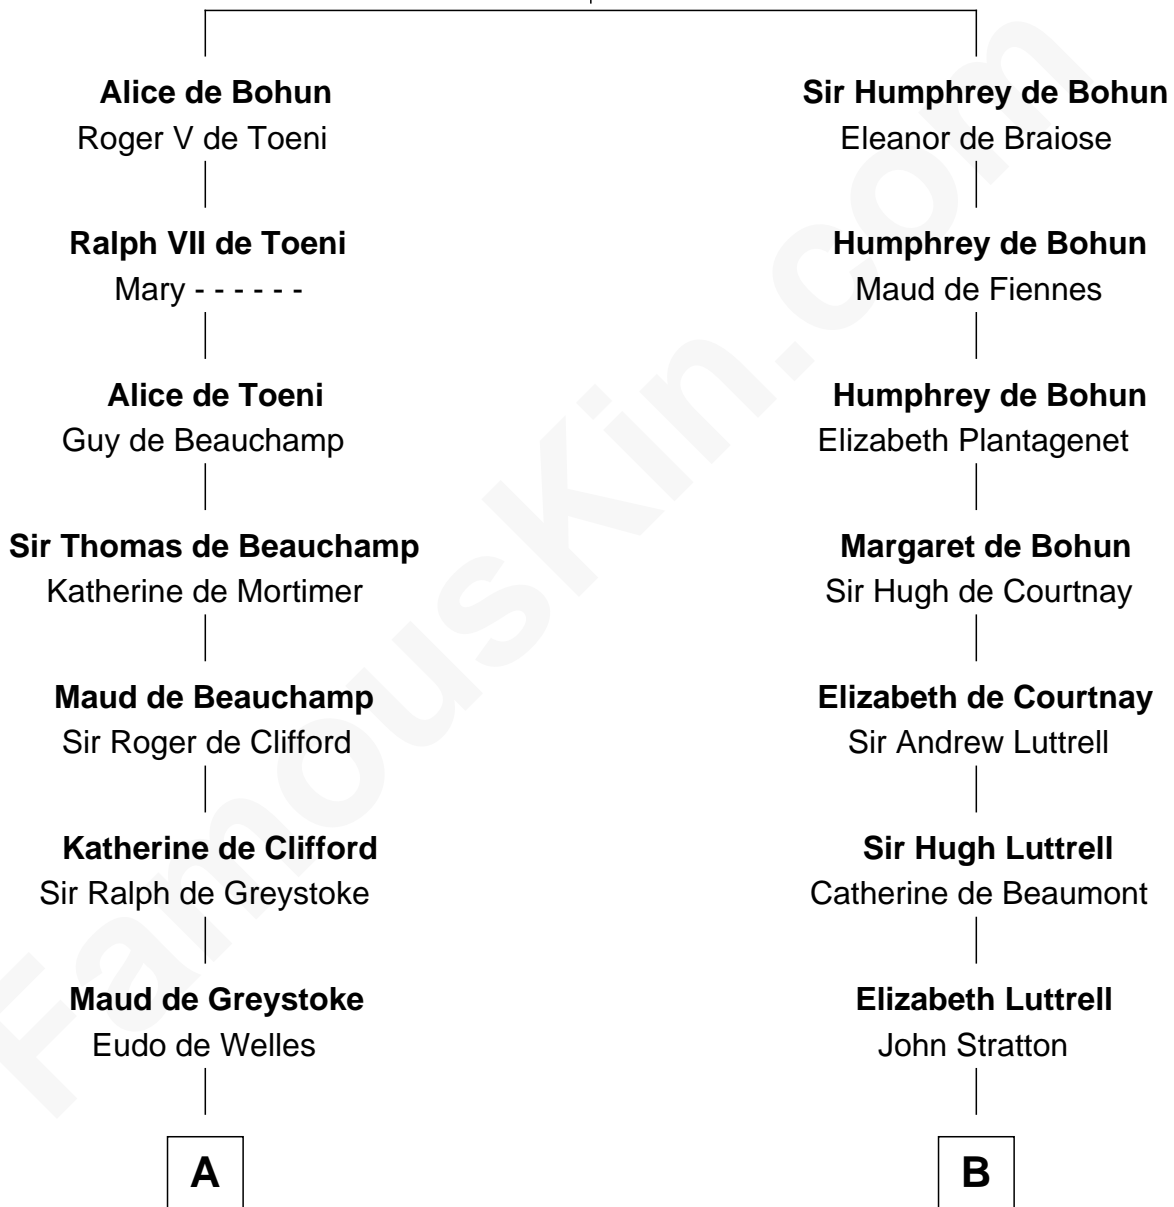 Alice de Bohun
Roger V de Toeni
Ralph VII de Toeni
Mary - - - - - -
Alice de Toeni
Guy de Beauchamp
Sir Thomas de Beauchamp
Katherine de Mortimer
Maud de Beauchamp
Sir Roger de Clifford
Katherine de Clifford
Sir Ralph de Greystoke
Maud de Greystoke
Eudo de Welles
A
Sir Humphrey de Bohun
Eleanor de Braiose
Humphrey de Bohun
Maud de Fiennes
Humphrey de Bohun
Elizabeth Plantagenet
Margaret de Bohun
Sir Hugh de Courtnay
Elizabeth de Courtnay
Sir Andrew Luttrell
Sir Hugh Luttrell
Catherine de Beaumont
Elizabeth Luttrell
John Stratton
B
FamousKin.com